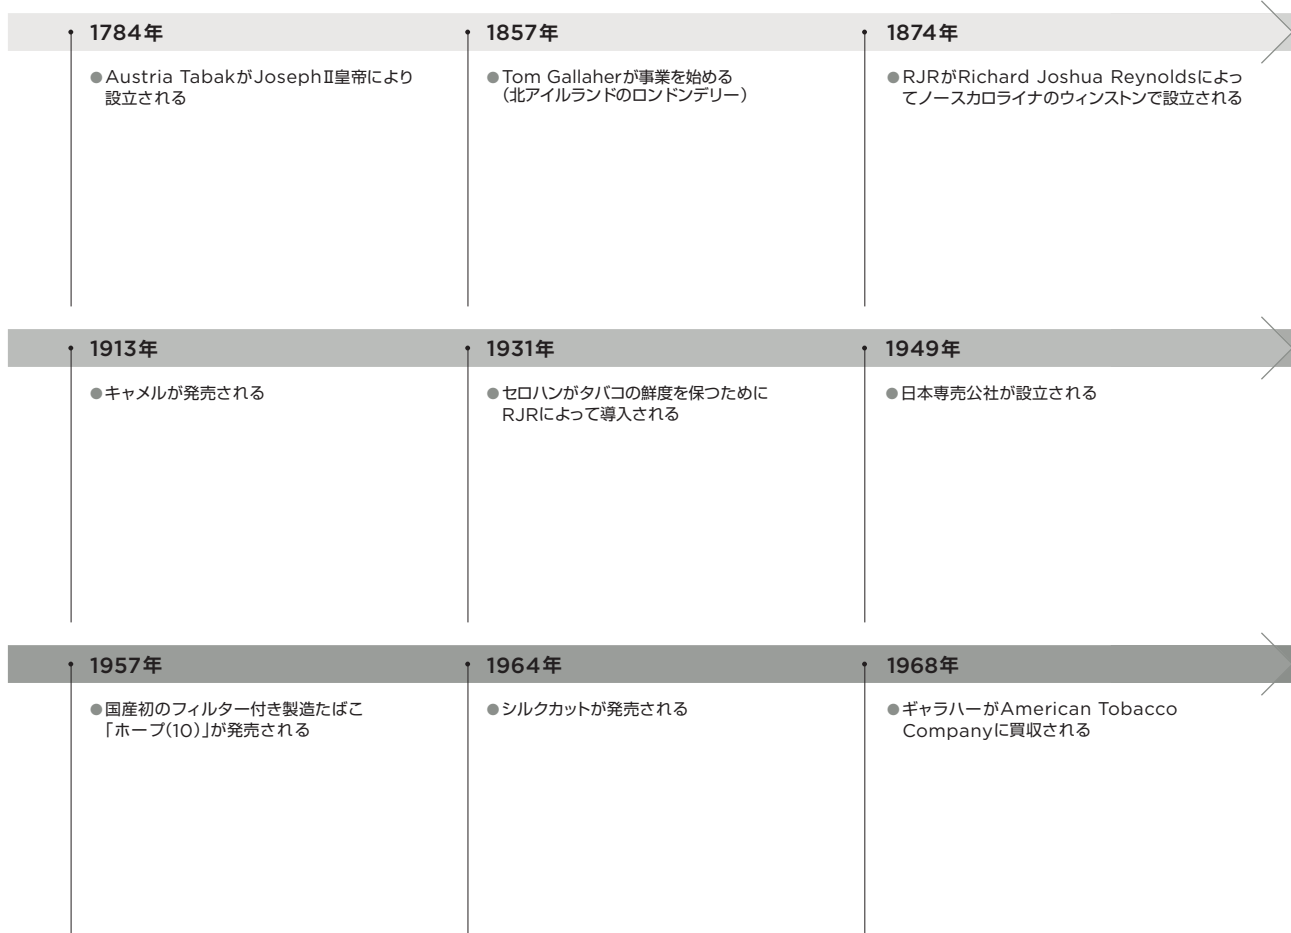 1784年
●Austria TabakがJosephⅡ皇帝により
設立される
1857年
●Tom Gallaherが事業を始める
（北アイルランドのロンドンデリー）
1874年
●RJRがRichard Joshua Reynoldsによっ
てノースカロライナのウィンストンで設立される
1913年
●キャメルが発売される
1931年
●セロハンがタバコの鮮度を保つために
RJRによって導入される
1949年
●日本専売公社が設立される
1957年
●国産初のフィルター付き製造たばこ
「ホープ(10)」が発売される
1964年
●シルクカットが発売される
1968年
●ギャラハーがAmerican Tobacco
Companyに買収される